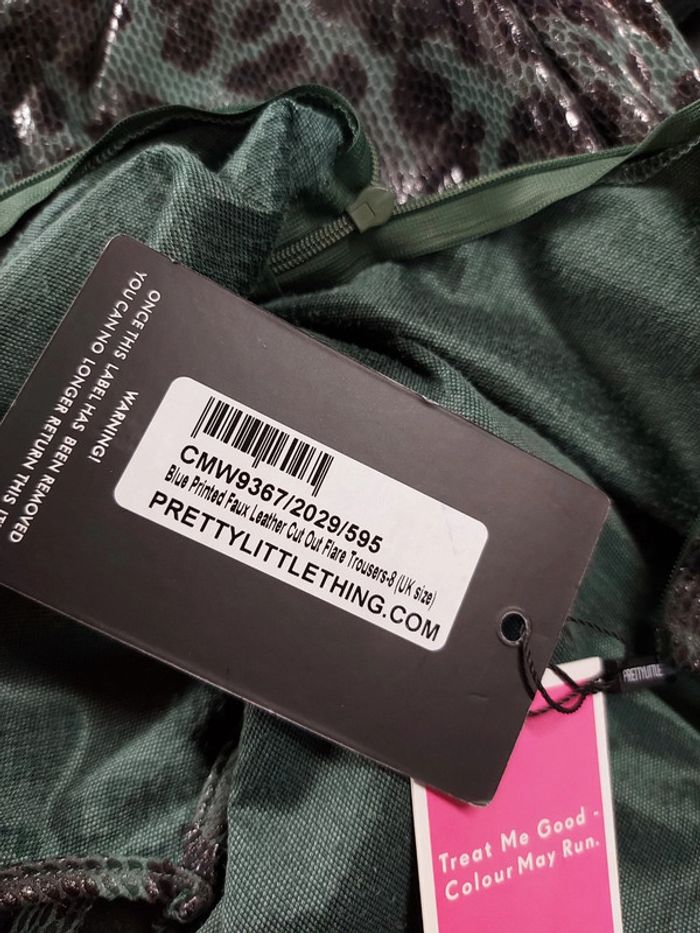 ONCE THIS LABEL HAS BEEN REMOVED
YOU CAN NO LONGER RETURN THIS
WARNING!
CMW9367/2029/595
Blue Printed Faux Leather Cut Out Flare Trousers-8 (UK size)
PRETTYLITTLETHING.COM
PRETTYLITTLE
Treat Me Good -
Colour May Run.